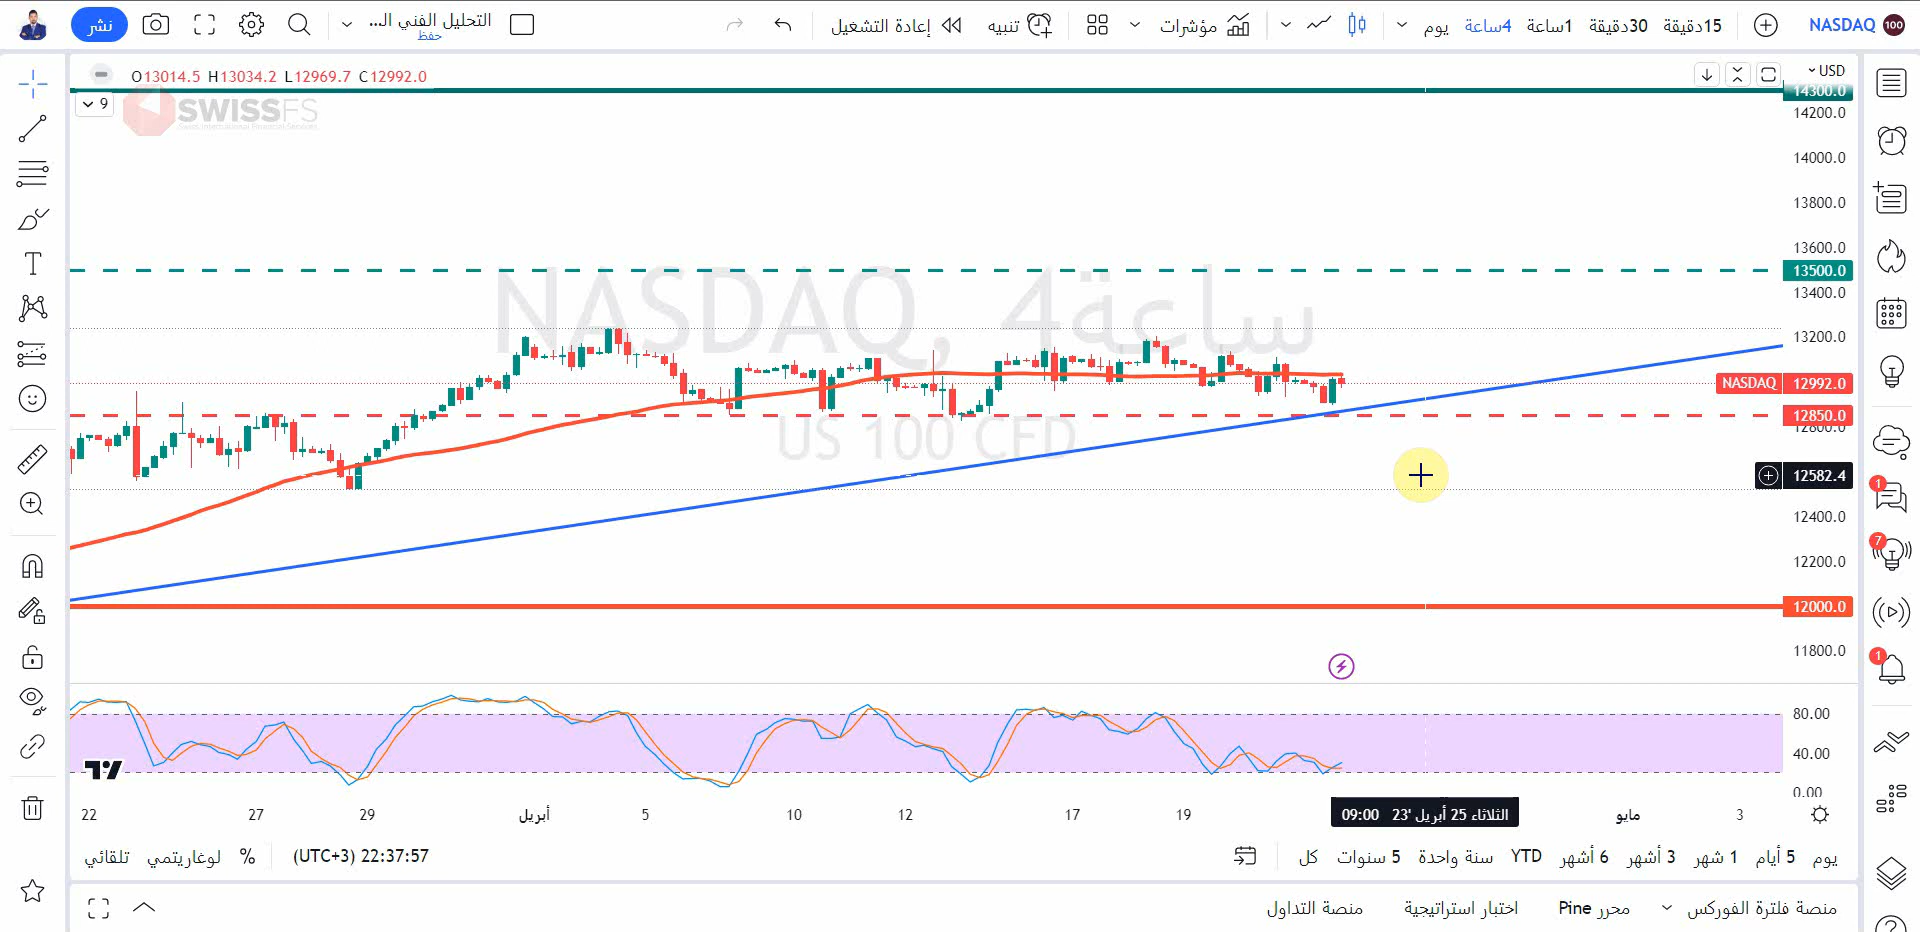 نشر
التحليل الفني الـ...
حفظ
إعادة التشغيل
تنبيه
مؤشرات
يوم
4ساعة
1ساعة
30دقيقة
15دقيقة
NASDAQ 100
O13014.5 H13034.2 L12969.7 C12992.0
USD
9
SWISSFS
Swiss International Financial Services
14300.0
14200.0
14000.0
13800.0
13600.0
13500.0
13400.0
13200.0
NASDAQ, 4ساعة
US 100 CFD
NASDAQ 12992.0
12850.0
12800.0
12582.4
12400.0
12200.0
12000.0
11800.0
80.00
40.00
0.00
22
27
29
أبريل
5
10
12
17
19
الثلاثاء 25 أبريل '23 09:00
مايو
3
تلقائي
لوغاريتمي
%
22:37:57 (UTC+3)
كل
5 سنوات
سنة واحدة
YTD
6 أشهر
3 أشهر
1 شهر
5 أيام
يوم
منصة التداول
اختبار استراتيجية
محرر Pine
منصة فلترة الفوركس
1
7
1